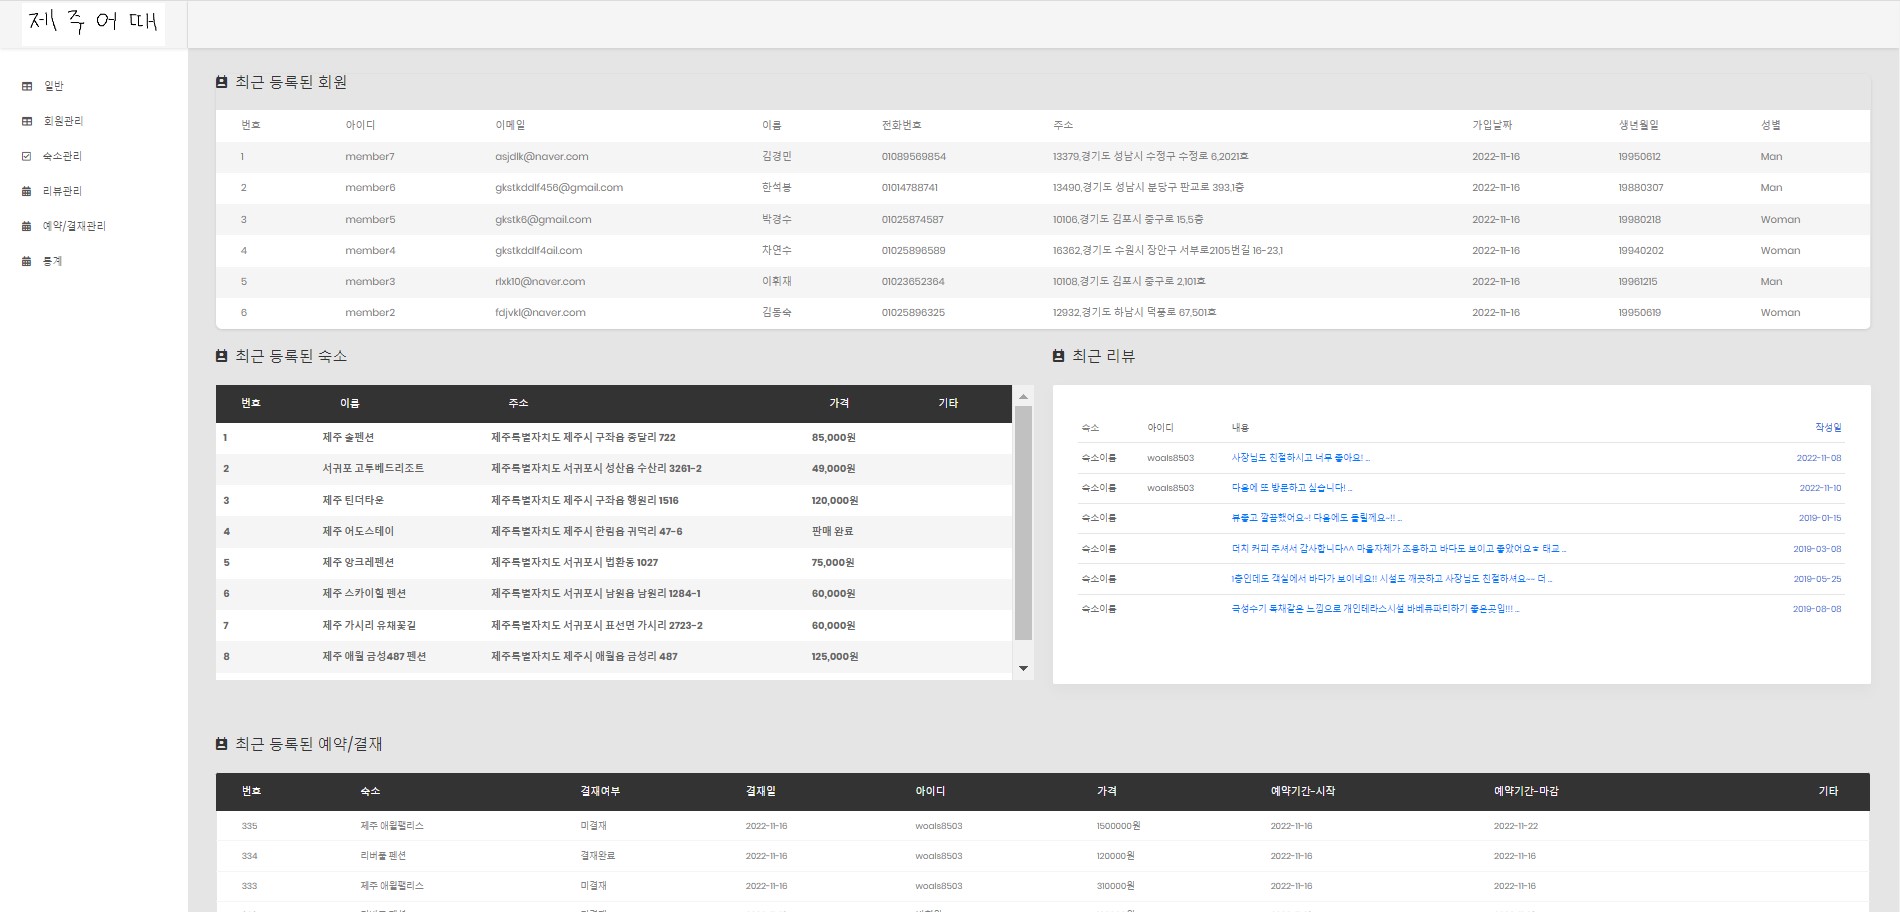 제주어때
일반
회원관리
숙소관리
리뷰관리
예약/결재관리
통계
최근 등록된 회원
번호 아이디 이메일 이름 전화번호 주소 가입날짜 생년월일 성별
1 member7 asjdlk@naver.com 김경민 01089569854 13379,경기도 성남시 수정구 수정로 6,2021호 2022-11-16 19950612 Man
2 member6 gkstkddlf456@gmail.com 한석봉 01014788741 13490,경기도 성남시 분당구 판교로 393,1층 2022-11-16 19880307 Man
3 member5 gkstk6@gmail.com 박경수 01025874587 10106,경기도 김포시 중구로 15,5층 2022-11-16 19980218 Woman
4 member4 gkstkddlf4ail.com 차연수 01025896589 16362,경기도 수원시 장안구 서부로2105번길 16-23,1 2022-11-16 19940202 Woman
5 member3 rlxk10@naver.com 이휘재 01023652364 10108,경기도 김포시 중구로 2,101호 2022-11-16 19961215 Man
6 member2 fdjvkl@naver.com 김동숙 01025896325 12932,경기도 하남시 덕풍로 67,501호 2022-11-16 19950619 Woman
최근 등록된 숙소
번호 이름 주소 가격 기타
1 제주 솔펜션 제주특별자치도 제주시 구좌읍 종달리 722 85,000원
2 서귀포 고투베드리조트 제주특별자치도 서귀포시 성산읍 수산리 3261-2 49,000원
3 제주 틴더타운 제주특별자치도 제주시 구좌읍 행원리 1516 120,000원
4 제주 어도스테이 제주특별자치도 제주시 한림읍 귀덕리 47-6 판매 완료
5 제주 앙크레펜션 제주특별자치도 서귀포시 법환동 1027 75,000원
6 제주 스카이힐 펜션 제주특별자치도 서귀포시 남원읍 남원리 1284-1 60,000원
7 제주 가시리 유채꽃길 제주특별자치도 서귀포시 표선면 가시리 2723-2 60,000원
8 제주 애월 금성487 펜션 제주특별자치도 제주시 애월읍 금성리 487 125,000원
최근 리뷰
숙소 아이디 내용 작성일
숙소이름 woals8503 사장님도 친절하시고 너무 좋아요! ... 2022-11-08
숙소이름 woals8503 다음에 또 방문하고 싶습니다! ... 2022-11-10
숙소이름 뷰좋고 깔끔했어요~! 다음에도 들릴께요~!! ... 2019-01-15
숙소이름 더치 커피 주셔서 감사합니다^^ 마을자체가 조용하고 바다도 보이고 좋았어요ㅎ 태교 ... 2019-03-08
숙소이름 1층인데도 객실에서 바다가 보이네요!! 시설도 깨끗하고 사장님도 친절하셔요~~ 더 ... 2019-05-25
숙소이름 극성수기 독채같은 느낌으로 개인테라스시설 바베큐파티하기 좋은곳임!!! ... 2019-08-08
최근 등록된 예약/결재
번호 숙소 결재여부 결재일 아이디 가격 예약기간-시작 예약기간-마감 기타
335 제주 애월팰리스 미결재 2022-11-16 woals8503 1500000원 2022-11-16 2022-11-22
334 리버풀 펜션 결재완료 2022-11-16 woals8503 120000원 2022-11-16 2022-11-16
333 제주 애월팰리스 미결재 2022-11-16 woals8503 310000원 2022-11-16 2022-11-16